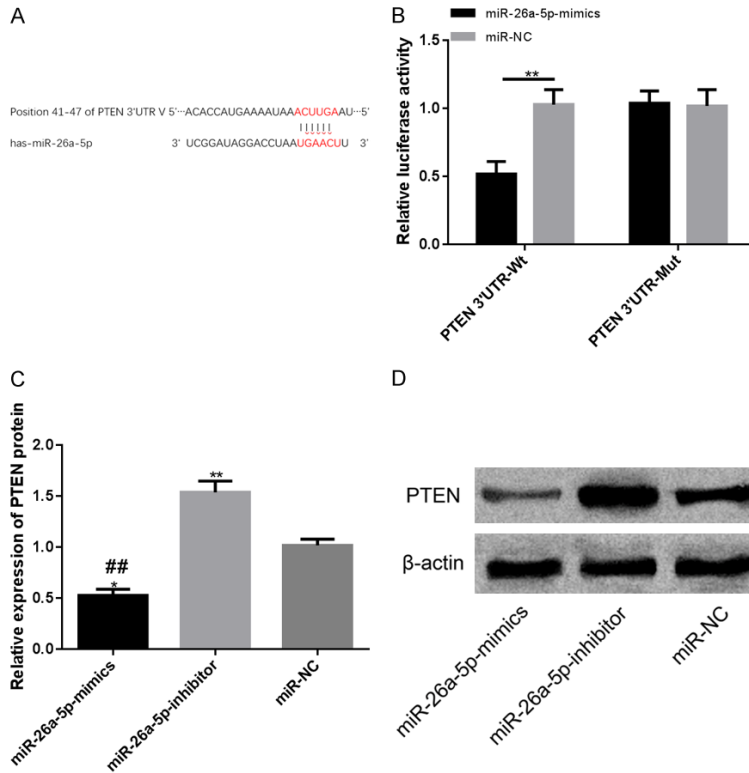 A
Position 41-47 of PTEN 3'UTR V 5'···ACACCAUGAAAAUAAACUUGAAU···5'
has-miR-26a-5p 3' UCGGAUAGGACCUAAUGAACUU 3'
B
miR-26a-5p-mimics
miR-NC
**
Relative luciferase activity
1.5
1.0
0.5
0.0
PTEN 3'UTR-Wt
PTEN 3'UTR-Mut
C
Relative expression of PTEN protein
2.0
1.5
1.0
0.5
0.0
##
*
**
miR-26a-5p-mimics
miR-26a-5p-inhibitor
miR-NC
D
PTEN
β-actin
miR-26a-5p-mimics
miR-26a-5p-inhibitor
miR-NC